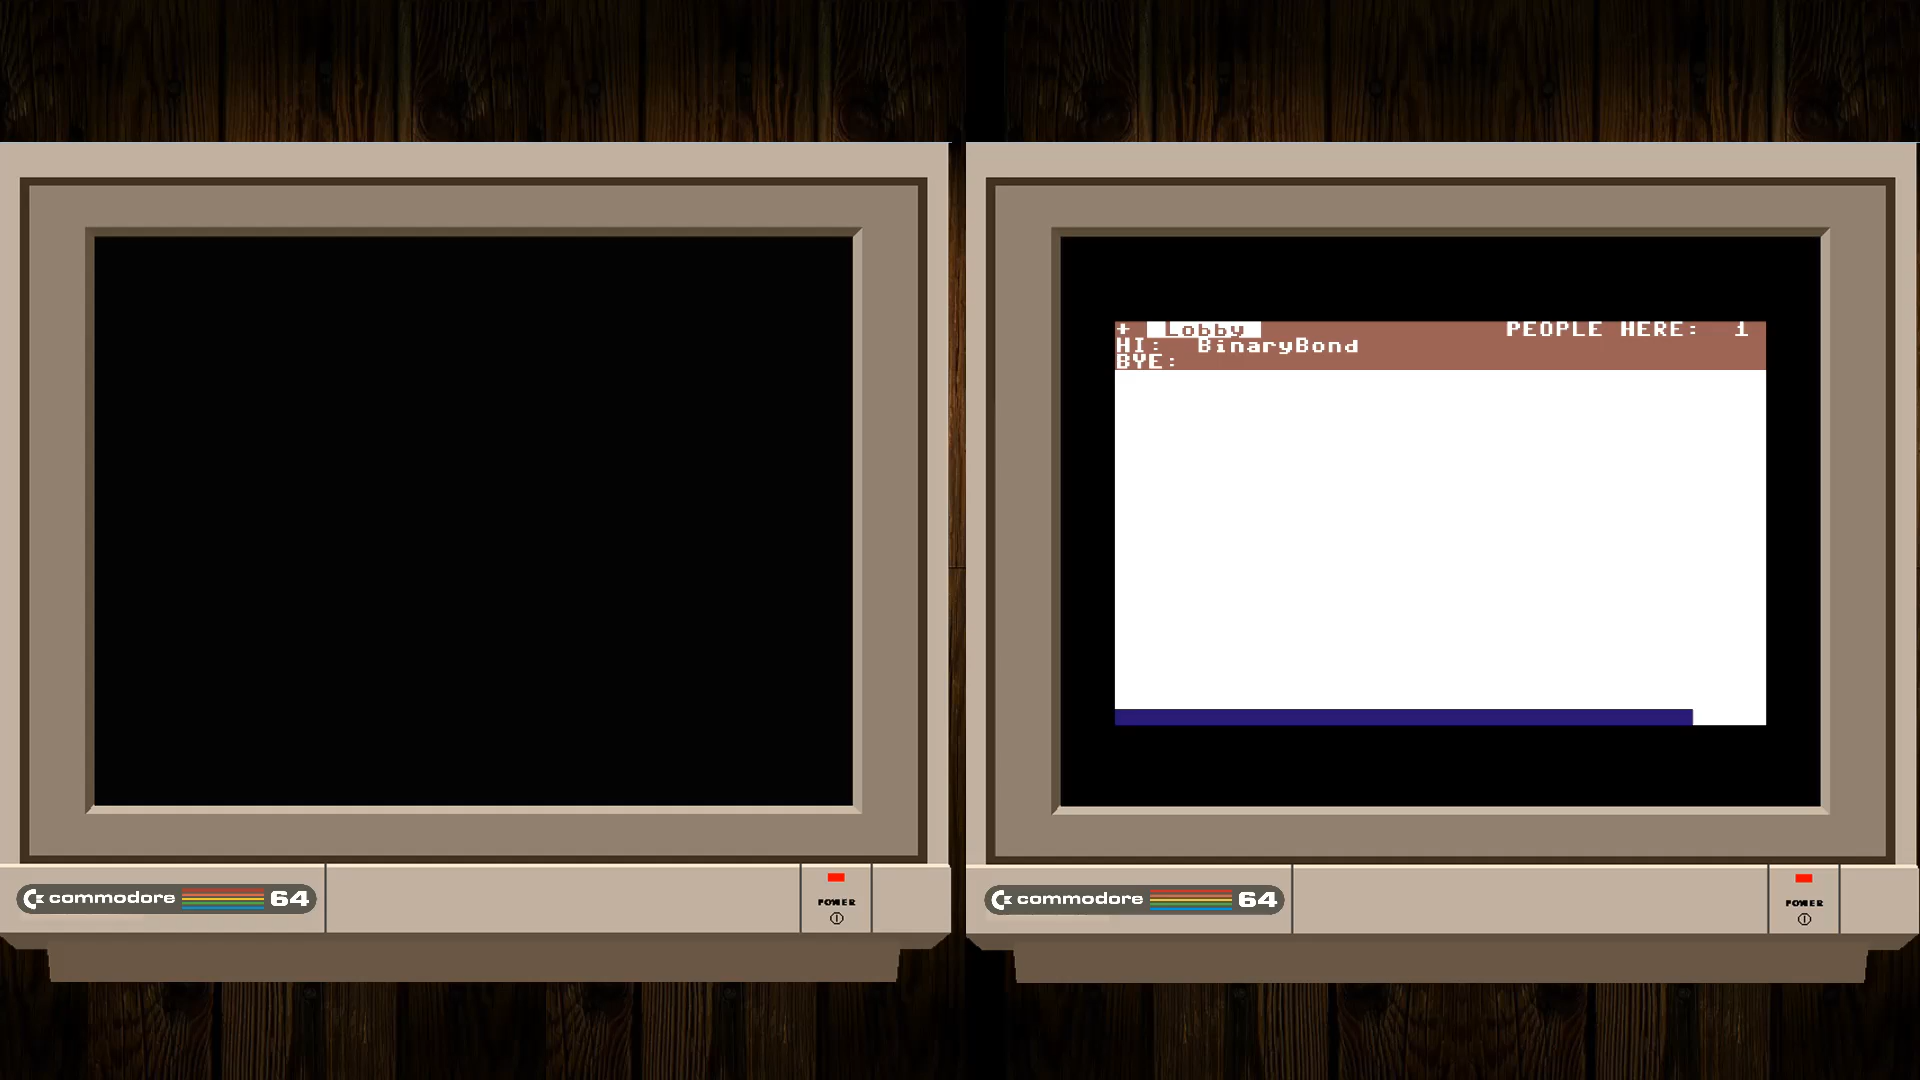 + Lobby PEOPLE HERE: 1
HI: BinaryBond
BYE:
commodore 64
POWER
commodore 64
POWER